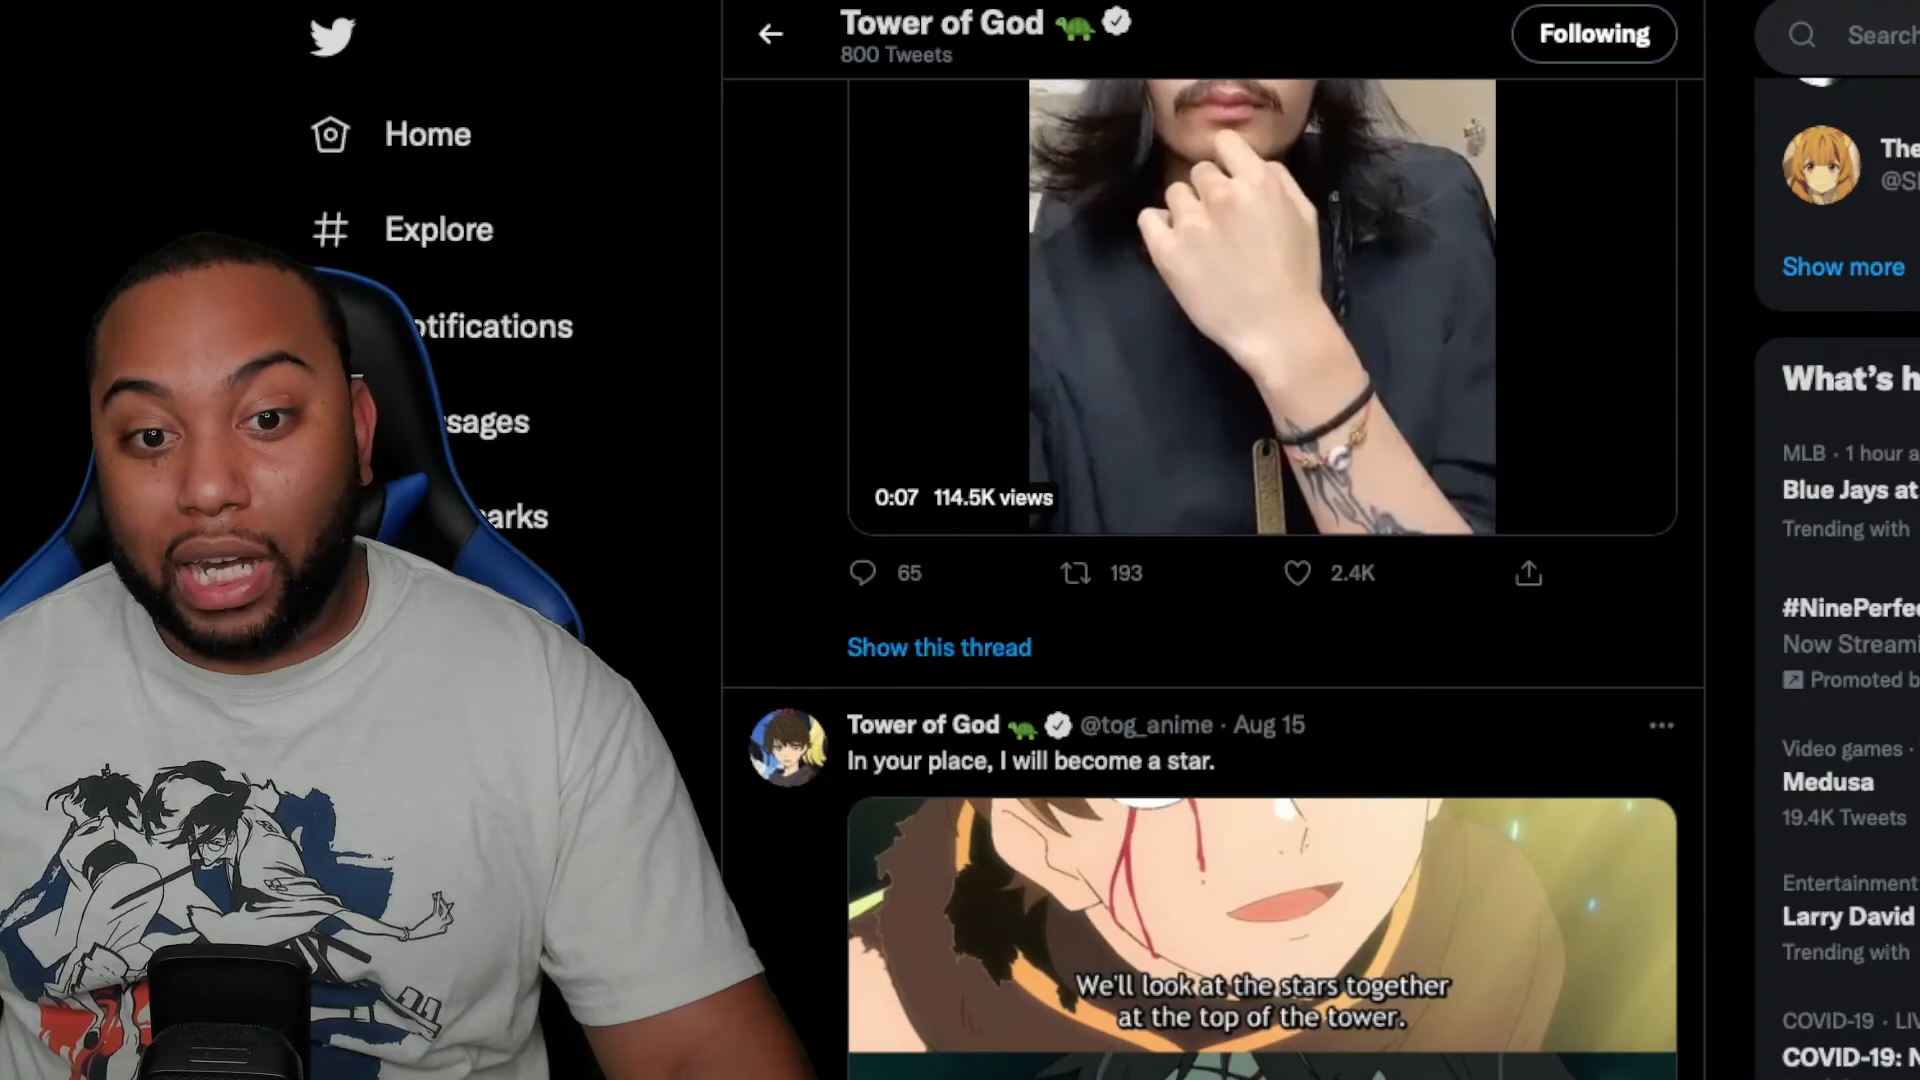 Tower of God
800 Tweets
Following
Search
Home
Explore
otifications
ssages
arks
0:07 114.5K views
65 193 2.4K
Show this thread
Tower of God @tog_anime · Aug 15
In your place, I will become a star.
We'll look at the stars together
at the top of the tower.
The
@Sl
Show more
What's h
MLB · 1 hour a
Blue Jays at
Trending with
#NinePerfec
Now Streami
Promoted b
Video games ·
Medusa
19.4K Tweets
Entertainment
Larry David
Trending with
COVID-19 · LIV
COVID-19: N